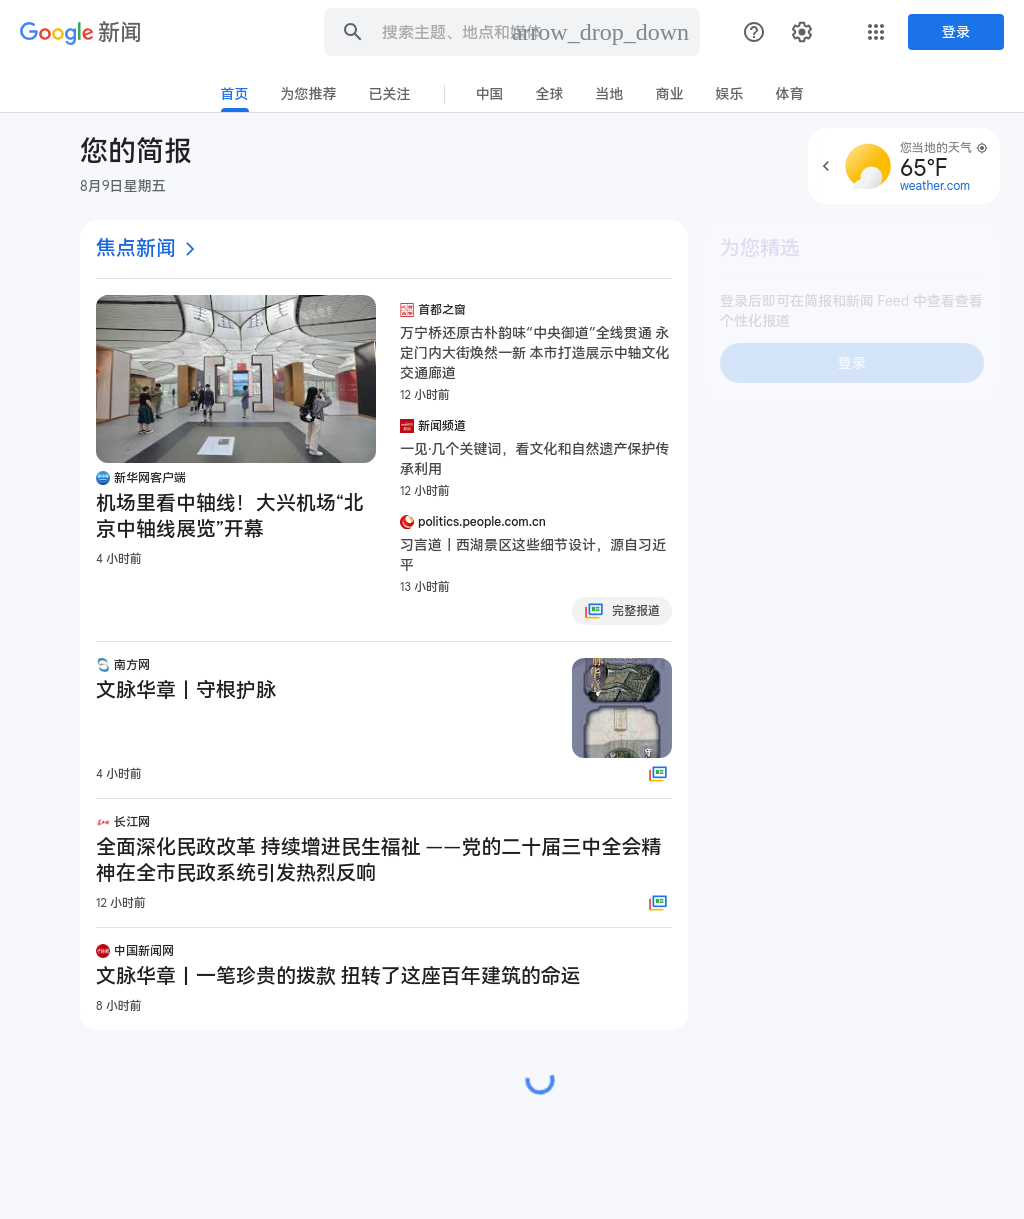 Google 新闻
搜索主题、地点和媒体
arrow_drop_down
登录
首页
为您推荐
已关注
中国
全球
当地
商业
娱乐
体育
您的简报
8月9日星期五
您当地的天气
65°F
weather.com
焦点新闻
新华网客户端
机场里看中轴线！大兴机场“北
京中轴线展览”开幕
4 小时前
首都之窗
万宁桥还原古朴韵味“中央御道”全线贯通 永
定门内大街焕然一新 本市打造展示中轴文化
交通廊道
12 小时前
新闻频道
一见·几个关键词，看文化和自然遗产保护传
承利用
12 小时前
politics.people.com.cn
习言道丨西湖景区这些细节设计，源自习近
平
13 小时前
完整报道
为您精选
登录后即可在简报和新闻 Feed 中查看查看
个性化报道
登录
南方网
文脉华章丨守根护脉
4 小时前
长江网
全面深化民政改革 持续增进民生福祉 ——党的二十届三中全会精
神在全市民政系统引发热烈反响
12 小时前
中国新闻网
文脉华章丨一笔珍贵的拨款 扭转了这座百年建筑的命运
8 小时前